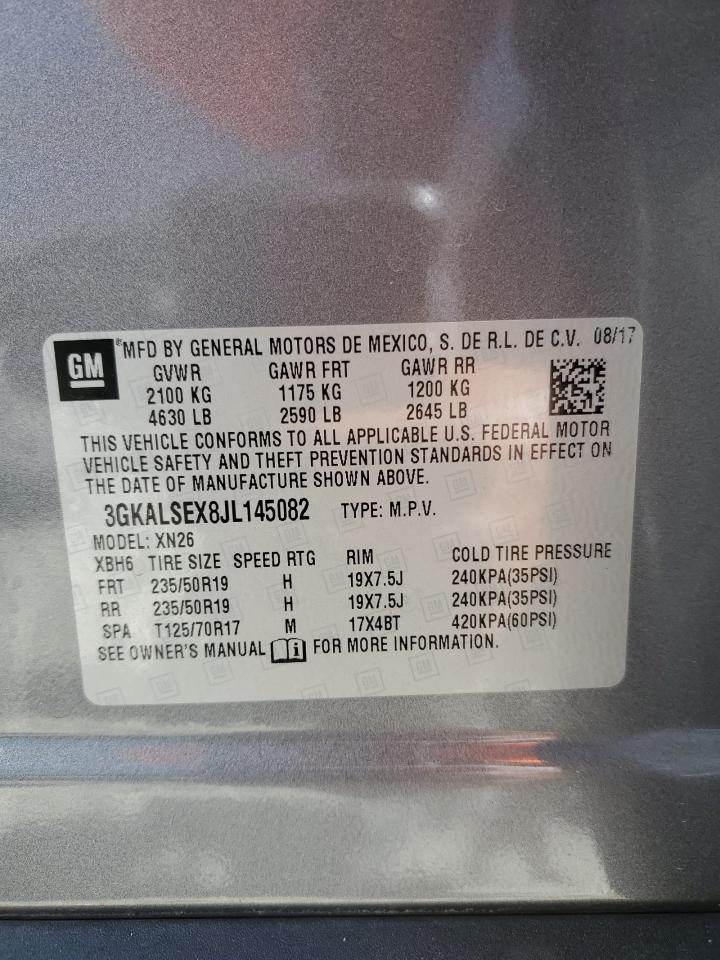 GM ® MFD BY GENERAL MOTORS DE MEXICO, S. DE R.L. DE C.V. 08/17
GVWR GAWR FRT GAWR RR
2100 KG 1175 KG 1200 KG
4630 LB 2590 LB 2645 LB
THIS VEHICLE CONFORMS TO ALL APPLICABLE U.S. FEDERAL MOTOR
VEHICLE SAFETY AND THEFT PREVENTION STANDARDS IN EFFECT ON
THE DATE OF MANUFACTURE SHOWN ABOVE.
3GKALSEX8JL145082 TYPE: M.P.V.
MODEL: XN26
XBH6 TIRE SIZE SPEED RTG RIM COLD TIRE PRESSURE
FRT 235/50R19 H 19X7.5J 240KPA(35PSI)
RR 235/50R19 H 19X7.5J 240KPA(35PSI)
SPA T125/70R17 M 17X4BT 420KPA(60PSI)
SEE OWNER'S MANUAL i FOR MORE INFORMATION.